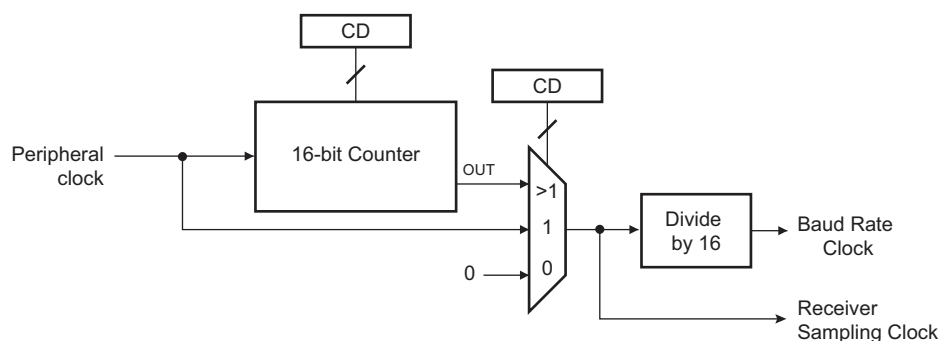 CD
CD
Peripheral
clock
16-bit Counter
OUT
>1
1
0
0
Divide
by 16
Baud Rate
Clock
Receiver
Sampling Clock